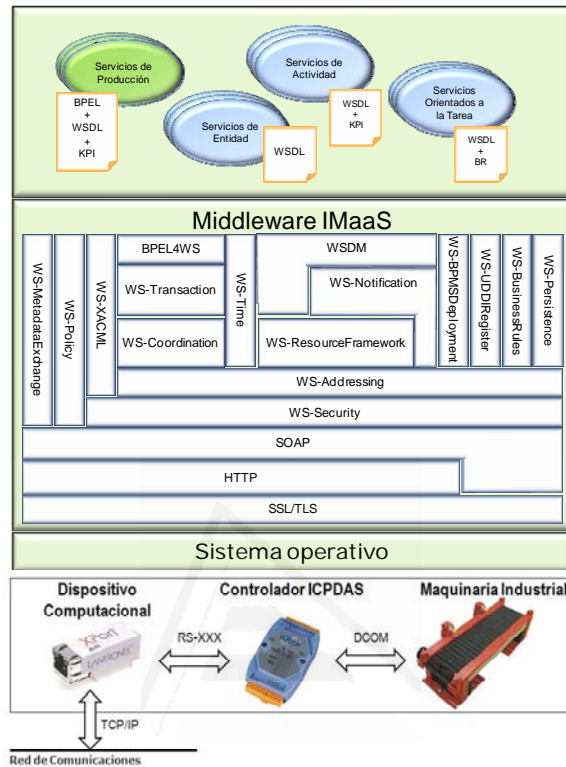 Servicios de
Producción
BPEL
+
WSDL
+
KPI
Servicios de
Entidad
WSDL
Servicios de
Actividad
WSDL
+
KPI
Servicios
Orientados a
la Tarea
WSDL
+
BR
Middleware IMaaS
WS-MetadataExchange
WS-Policy
WS-XACML
BPEL4WS
WS-Transaction
WS-Coordination
WS-Time
WSDM
WS-Notification
WS-ResourceFramework
WS-BPMSDeployment
WS-UDDIRegister
WS-BusinessRules
WS-Persistence
WS-Addressing
WS-Security
SOAP
HTTP
SSL/TLS
Sistema operativo
Dispositivo
Computacional
Controlador ICPDAS
Maquinaria Industrial
XPort
LANTRONIX
RS-XXX
DCOM
TCP/IP
Red de Comunicaciones